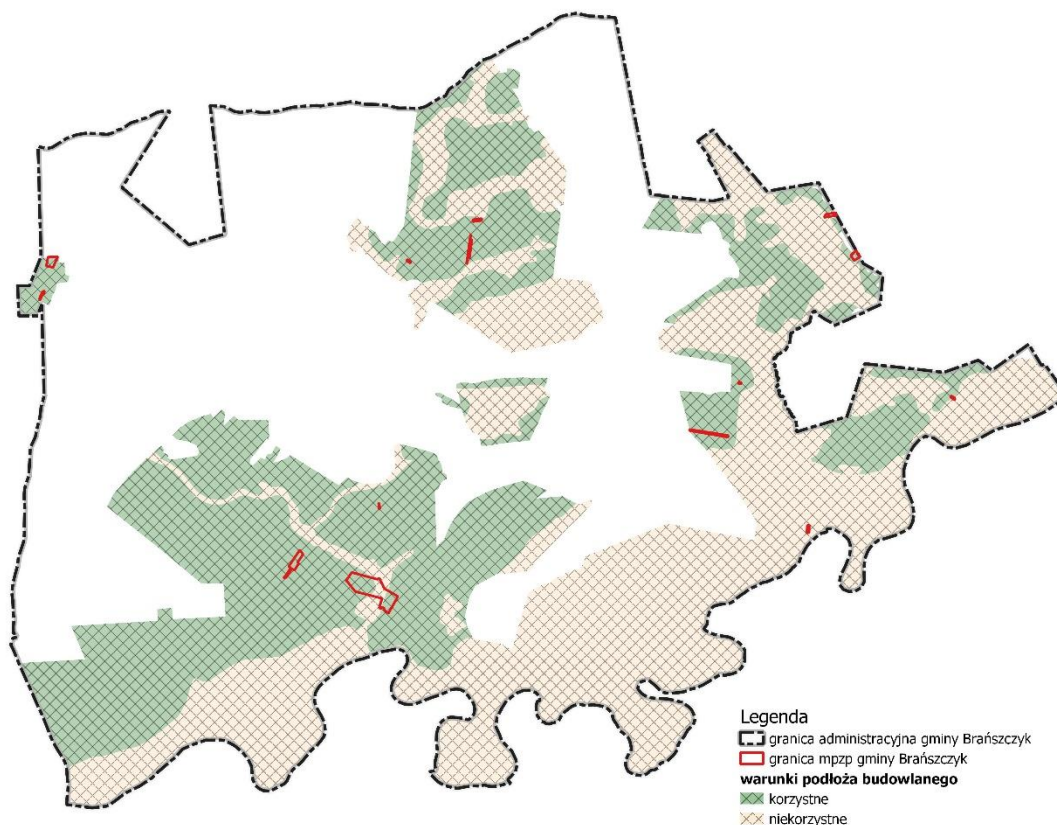 Legenda
granica administracyjna gminy Brańszczyk
granica mpzp gminy Brańszczyk
warunki podłoża budowlanego
korzystne
niekorzystne